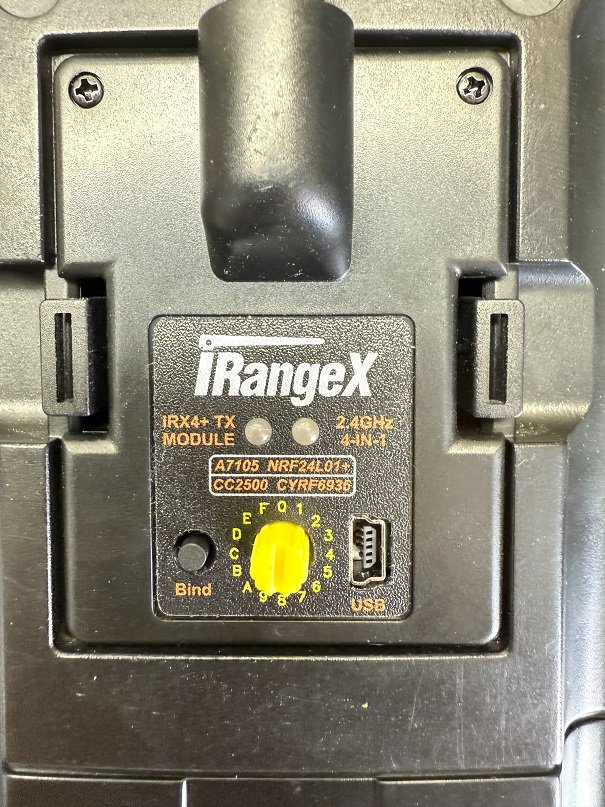 iRangeX
IRX4+ TX
MODULE
2.4GHz
4-IN-1
A7105 NRF24L01+
CC2500 CYRF6936
0 1 2 3 4 5 6 7 8 9 A B C D E F
Bind
USB